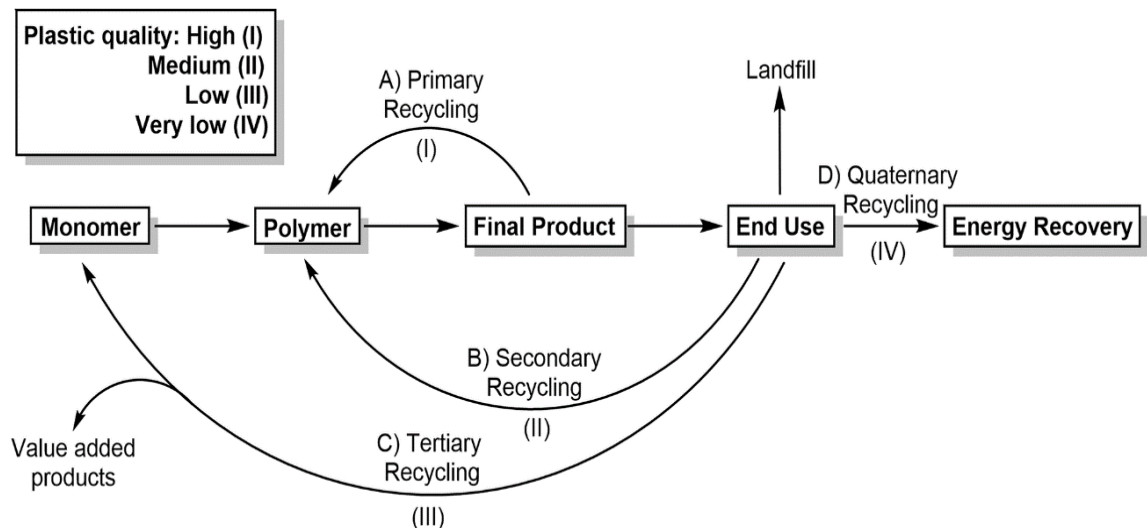 Plastic quality: High (I)
Medium (II)
Low (III)
Very low (IV)
A) Primary
Recycling
(I)
Landfill
D) Quaternary
Recycling
(IV)
Monomer
Polymer
Final Product
End Use
Energy Recovery
B) Secondary
Recycling
(II)
Value added
products
C) Tertiary
Recycling
(III)